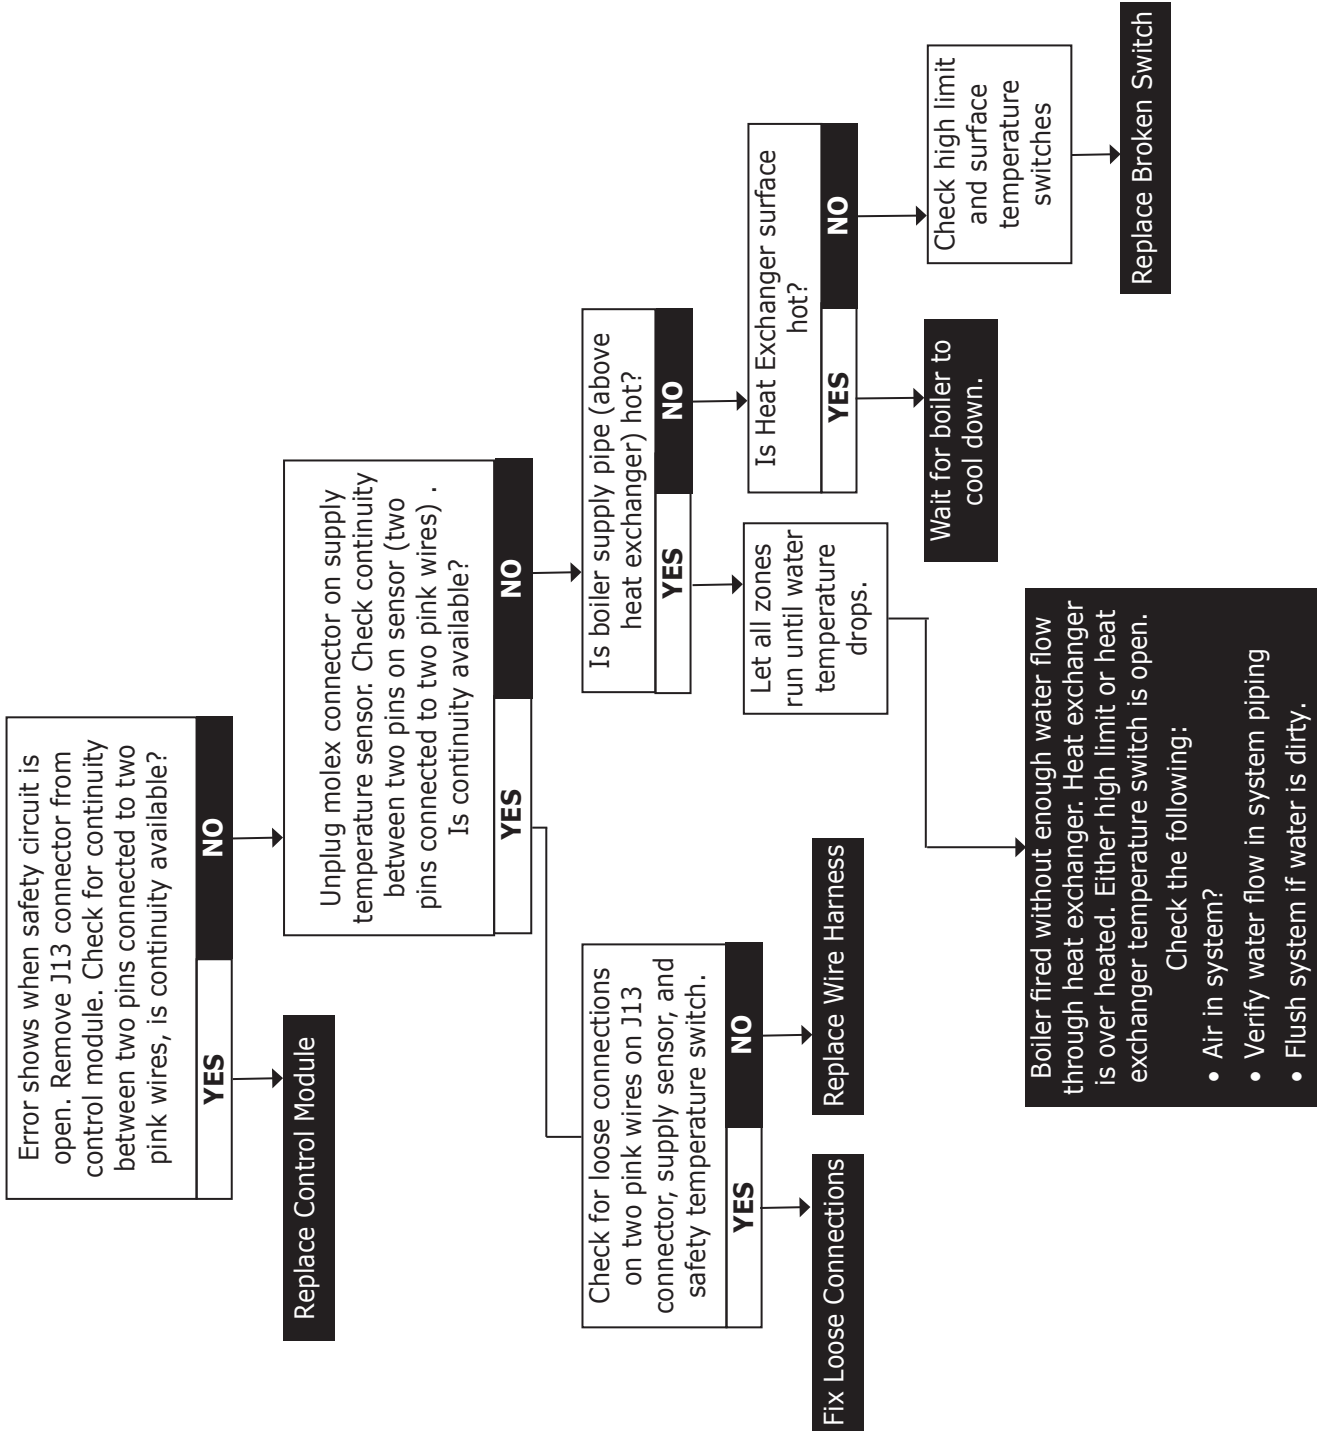 Error shows when safety circuit is
open. Remove J13 connector from
control module. Check for continuity
between two pins connected to two
pink wires, is continuity available?
YES
NO
Replace Control Module
Unplug molex connector on supply
temperature sensor. Check continuity
between two pins on sensor (two
pins connected to two pink wires) .
Is continuity available?
YES
NO
Check for loose connections
on two pink wires on J13
connector, supply sensor, and
safety temperature switch.
YES
NO
Fix Loose Connections
Replace Wire Harness
Is boiler supply pipe (above
heat exchanger) hot?
YES
NO
Let all zones
run until water
temperature
drops.
Boiler fired without enough water flow
through heat exchanger. Heat exchanger
is over heated. Either high limit or heat
exchanger temperature switch is open.
Check the following:
• Air in system?
• Verify water flow in system piping
• Flush system if water is dirty.
Is Heat Exchanger surface
hot?
YES
NO
Wait for boiler to
cool down.
Check high limit
and surface
temperature
switches
Replace Broken Switch